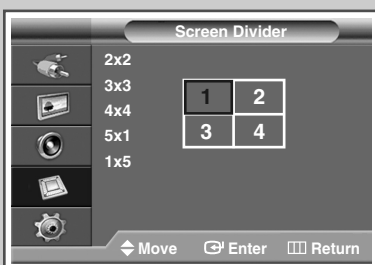 Screen Divider
2x2
3x3
4x4
5x1
1x5
1 2
3 4
Move Enter Return